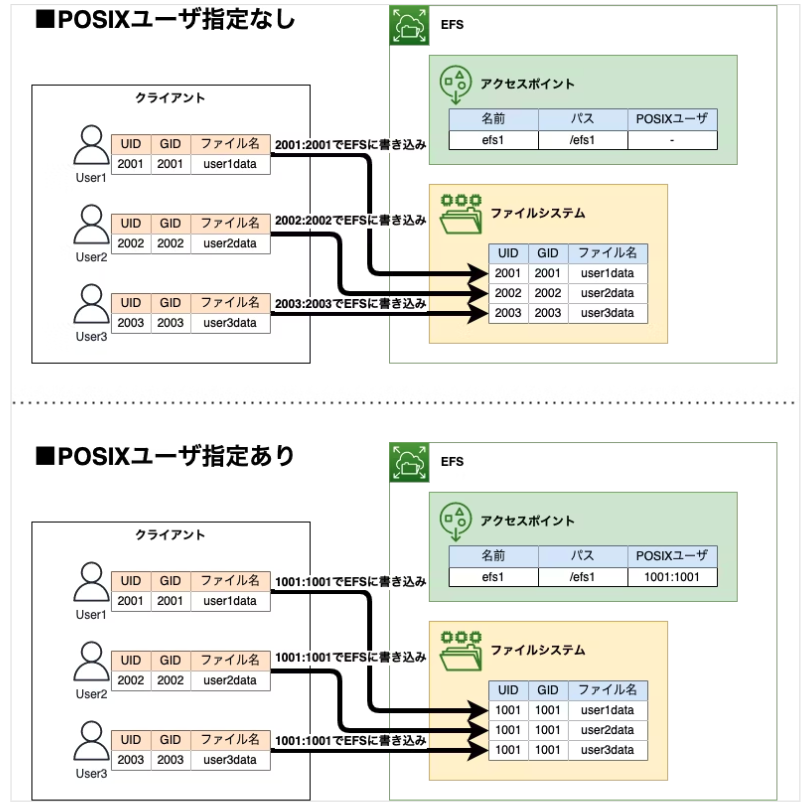 ■POSIXユーザ指定なし
EFS
アクセスポイント
名前 パス POSIXユーザ
efs1 /efs1 -
クライアント
UID GID ファイル名
2001 2001 user1data
User1
2001:2001でEFSに書き込み
UID GID ファイル名
2002 2002 user2data
User2
2002:2002でEFSに書き込み
UID GID ファイル名
2003 2003 user3data
User3
2003:2003でEFSに書き込み
ファイルシステム
UID GID ファイル名
2001 2001 user1data
2002 2002 user2data
2003 2003 user3data
■POSIXユーザ指定あり
EFS
アクセスポイント
名前 パス POSIXユーザ
efs1 /efs1 1001:1001
クライアント
UID GID ファイル名
2001 2001 user1data
User1
1001:1001でEFSに書き込み
UID GID ファイル名
2002 2002 user2data
User2
1001:1001でEFSに書き込み
UID GID ファイル名
2003 2003 user3data
User3
1001:1001でEFSに書き込み
ファイルシステム
UID GID ファイル名
1001 1001 user1data
1001 1001 user2data
1001 1001 user3data